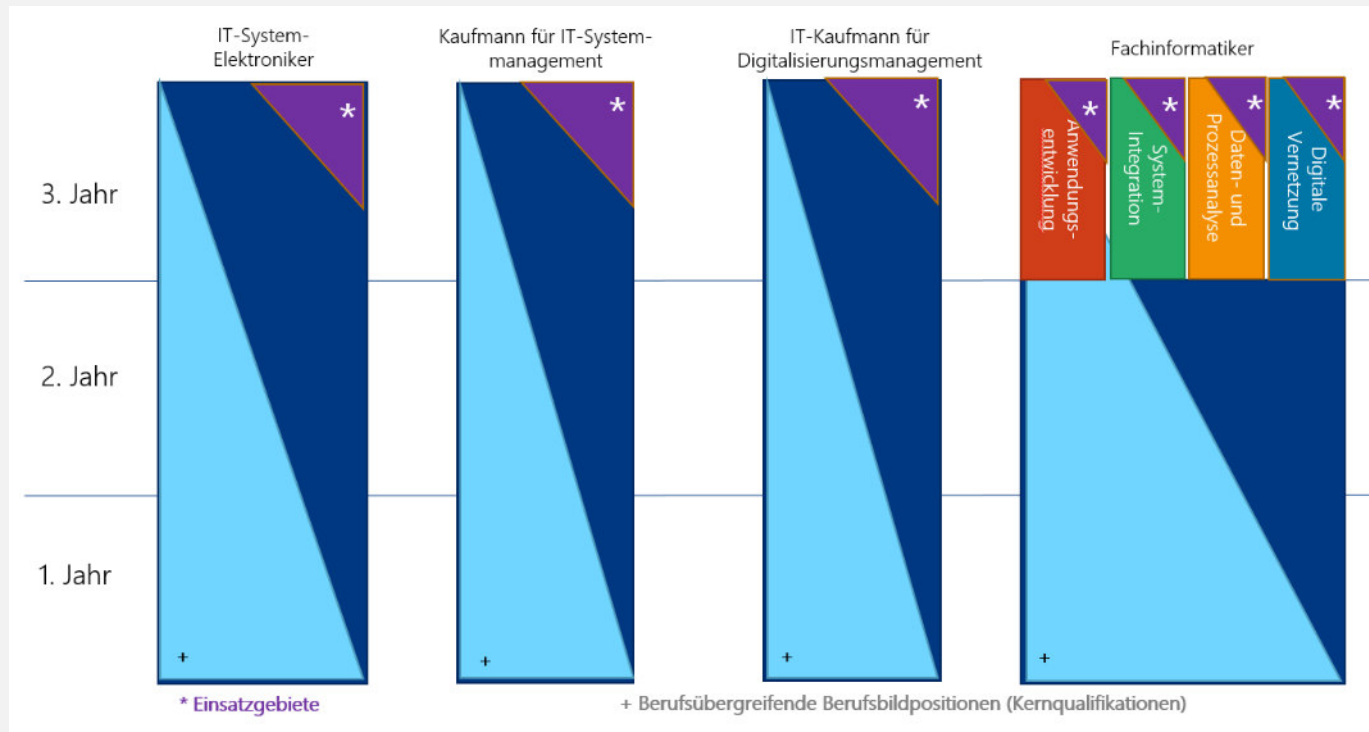 IT-System-
Elektroniker
Kaufmann für IT-System-
management
IT-Kaufmann für
Digitalisierungsmanagement
Fachinformatiker
*
*
*
*
*
*
*
Anwendungs-
entwicklung
System-
Integration
Daten- und
Prozessanalyse
Digitale
Vernetzung
3. Jahr
2. Jahr
1. Jahr
+
+
+
+
* Einsatzgebiete
+ Berufsübergreifende Berufsbildpositionen (Kernqualifikationen)